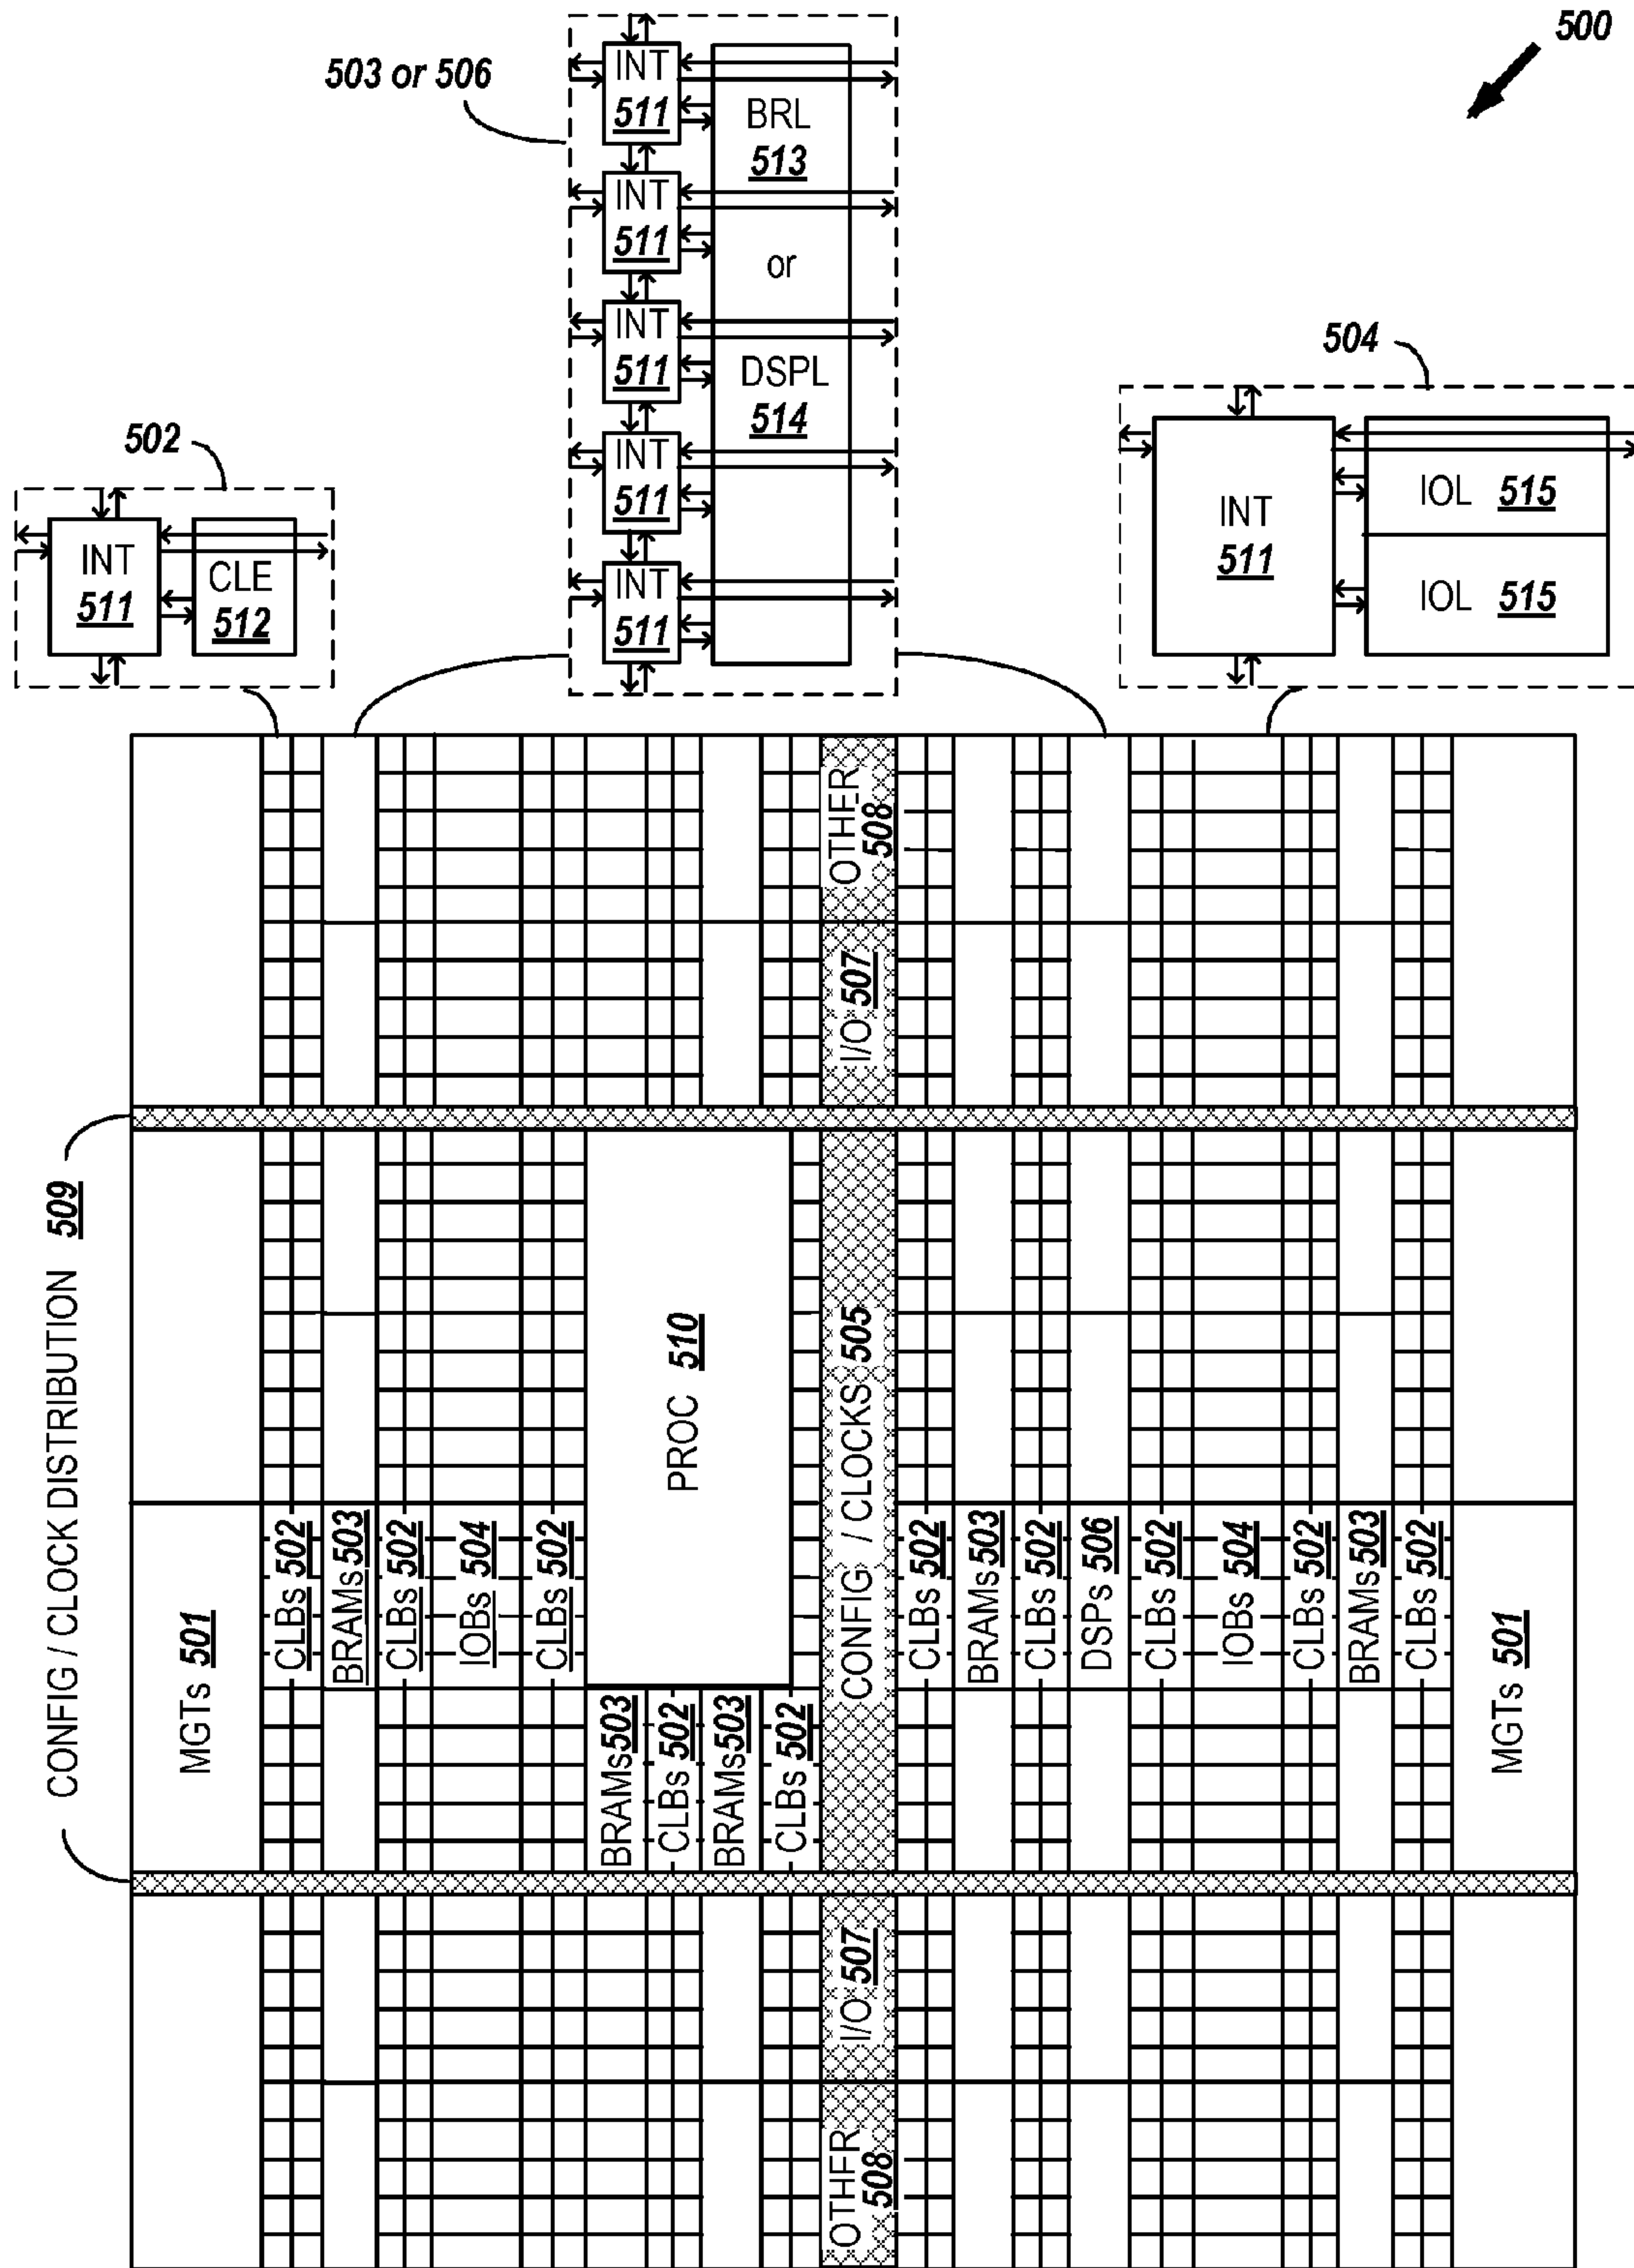 500
503 or 506
INT
511
INT
511
INT
511
INT
511
INT
511
BRL
513
or
DSPL
514
504
INT
511
IOL 515
IOL 515
502
INT
511
CLE
512
OTHER
508
I/O 507
CONFIG / CLOCK DISTRIBUTION 509
PROC 510
CONFIG / CLOCKS 505
MGTs 501
CLBs 502
BRAMs 503
CLBs 502
IOBs 504
CLBs 502
BRAMs 503
CLBs 502
BRAMs 503
CLBs 502
CLBs 502
BRAMs 503
CLBs 502
DSPs 506
CLBs 502
IOBs 504
CLBs 502
BRAMs 503
CLBs 502
MGTs 501
I/O 507
OTHER
508